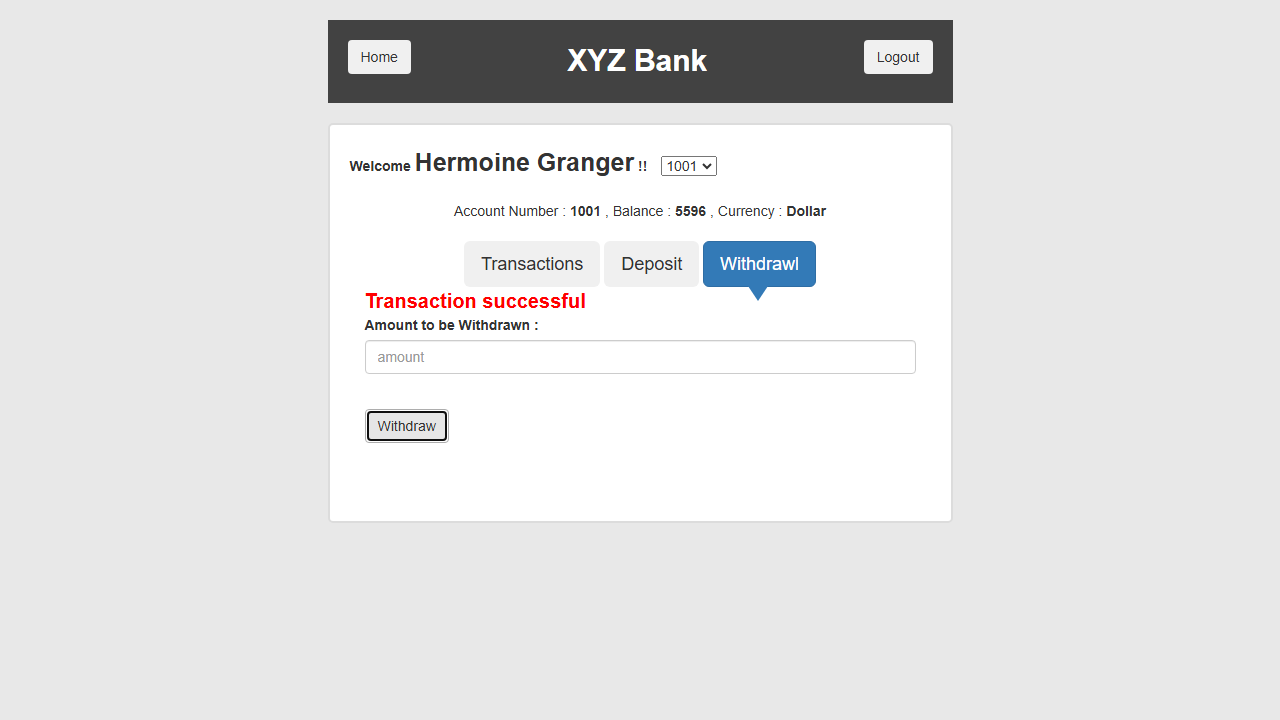 Home
XYZ Bank
Logout
Welcome Hermoine Granger !! 1001
Account Number : 1001 , Balance : 5596 , Currency : Dollar
Transactions
Deposit
Withdrawl
Transaction successful
Amount to be Withdrawn :
amount
Withdraw